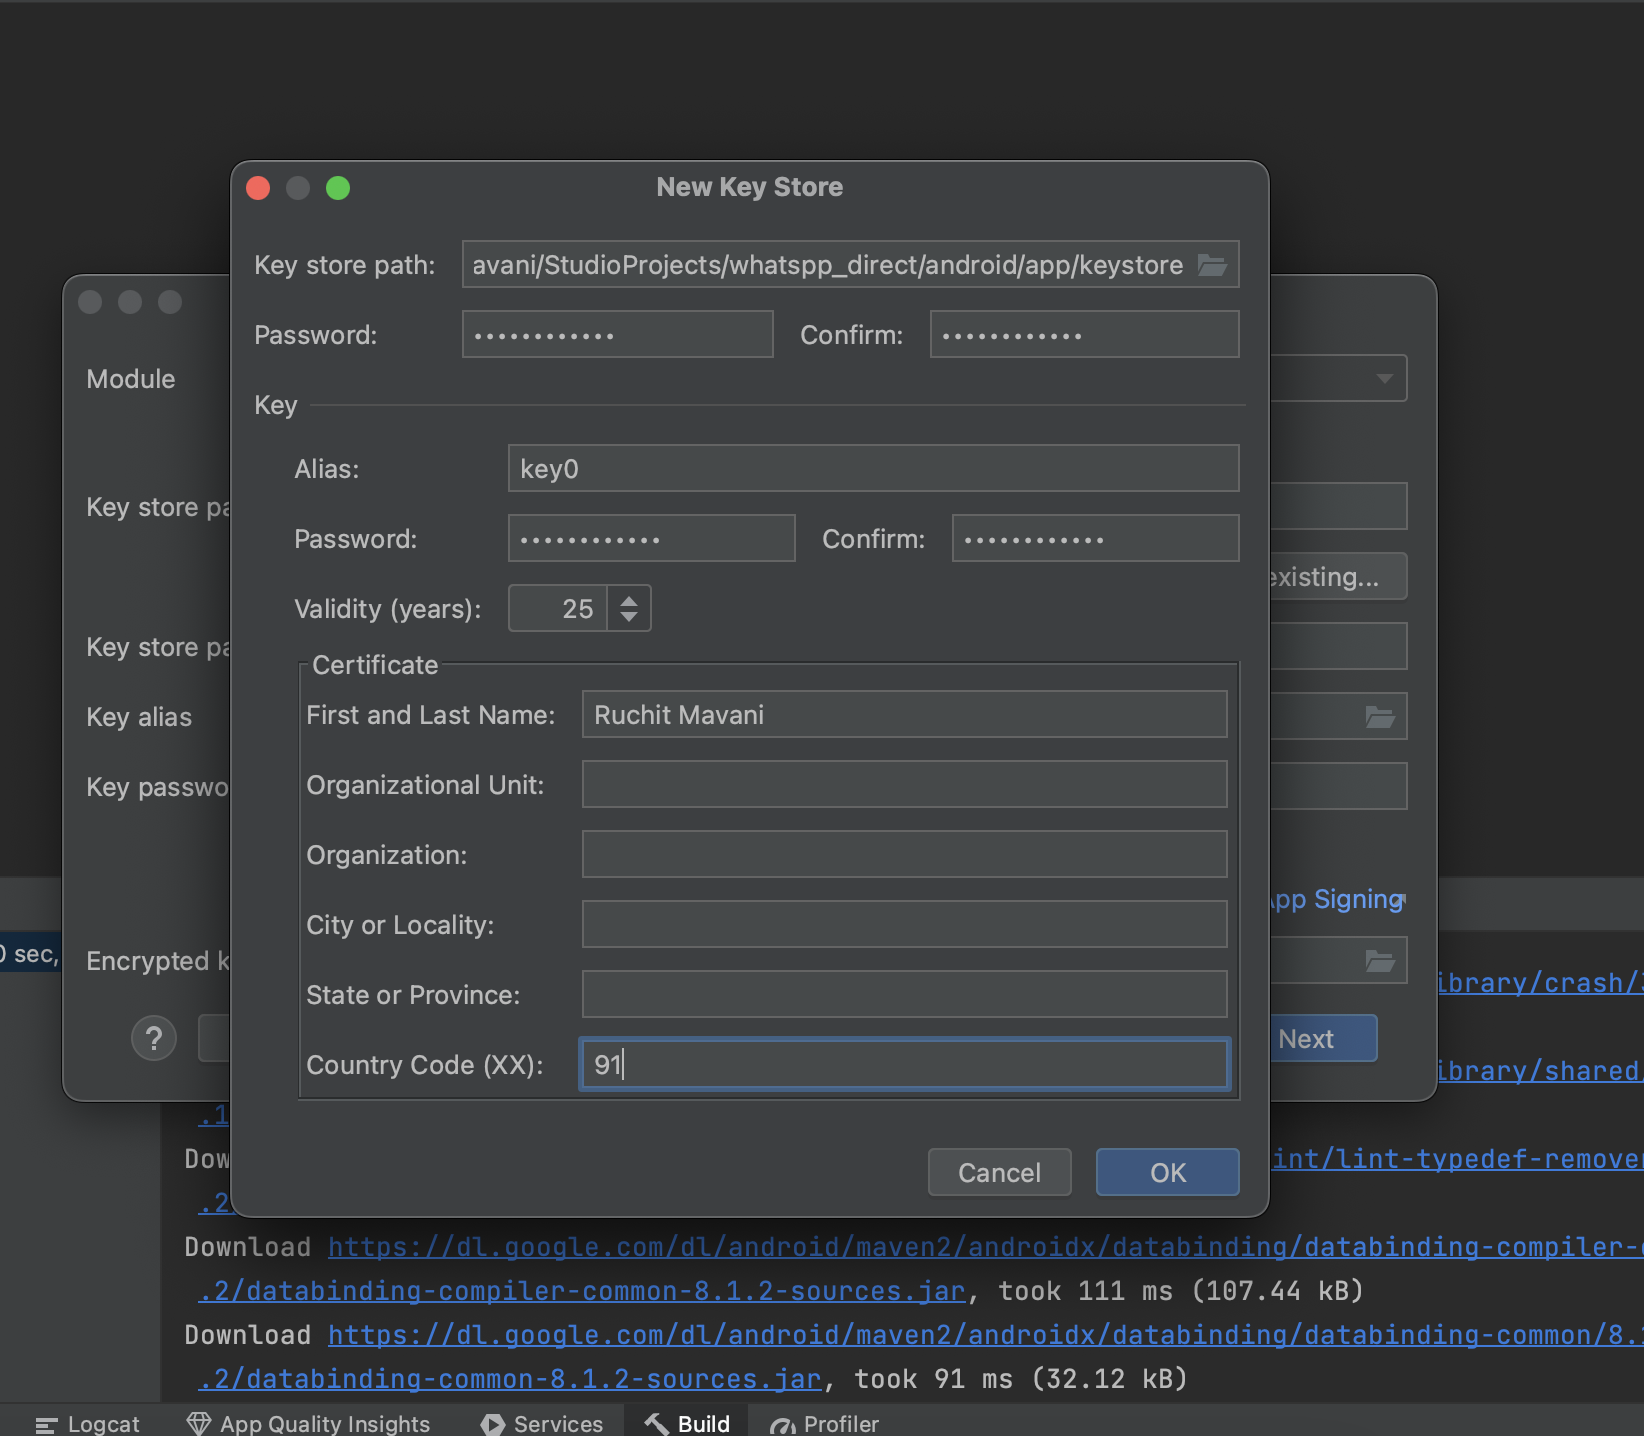 New Key Store
Key store path: avani/StudioProjects/whatspp_direct/android/app/keystore
Password: •••••••••••• Confirm: ••••••••••••
Module
Key
Alias: key0
Key store pa
Password: •••••••••••• Confirm: ••••••••••••
existing...
Validity (years): 25
Key store pa
Certificate
Key alias
First and Last Name: Ruchit Mavani
Key passwo
Organizational Unit:
Organization:
App Signing
City or Locality:
0 sec,
Encrypted k
ibrary/crash/
State or Province:
?
Next
Country Code (XX): 91
ibrary/shared
.1
Dow
int/lint-typedef-remover
Cancel OK
.2
Download https://dl.google.com/dl/android/maven2/androidx/databinding/databinding-compiler-
.2/databinding-compiler-common-8.1.2-sources.jar, took 111 ms (107.44 kB)
Download https://dl.google.com/dl/android/maven2/androidx/databinding/databinding-common/8.
.2/databinding-common-8.1.2-sources.jar, took 91 ms (32.12 kB)
Logcat App Quality Insights Services Build Profiler